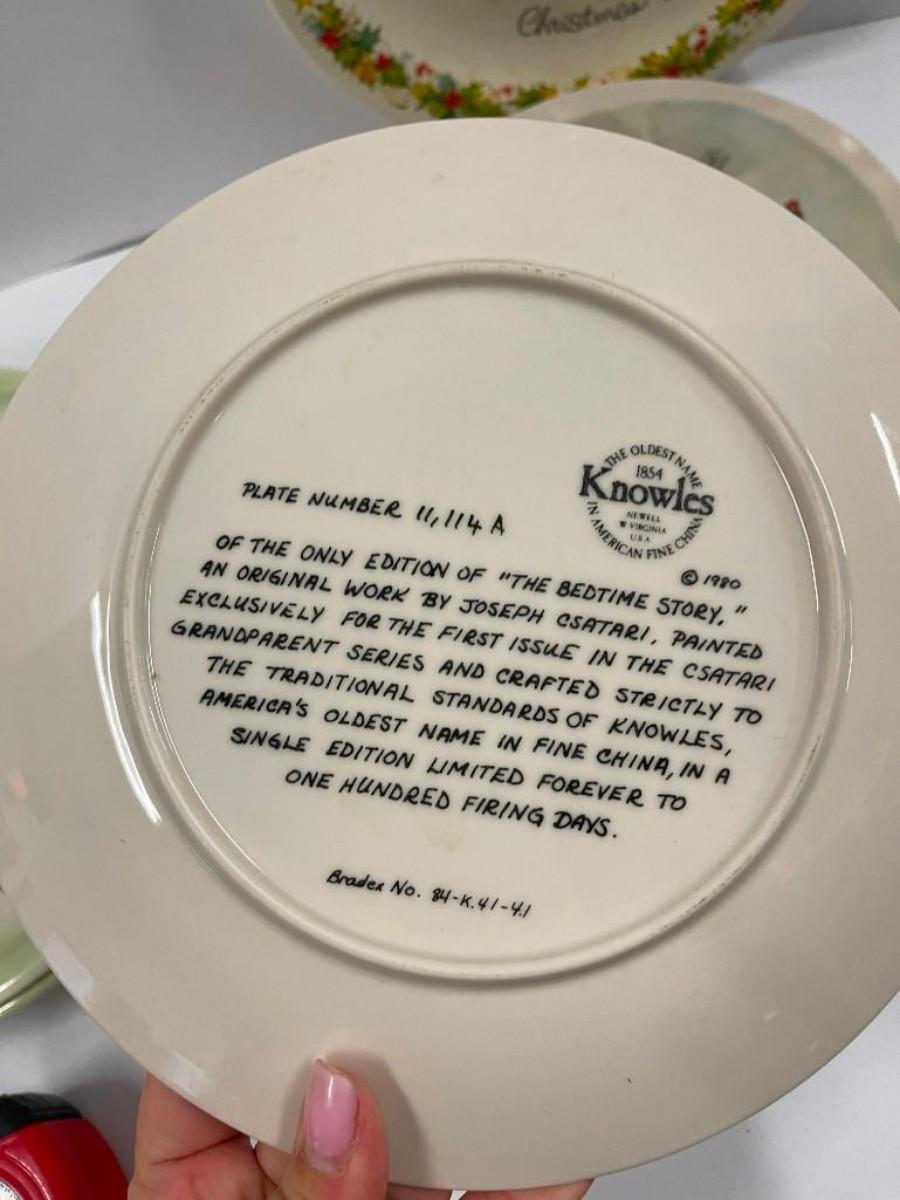 Christmas
THE OLDEST NAME
1854
Knowles
NEWELL
W VIRGINIA
U.S.A
IN AMERICAN FINE CHINA
© 1980
PLATE NUMBER 11,114 A
OF THE ONLY EDITION OF "THE BEDTIME STORY,"
AN ORIGINAL WORK BY JOSEPH CSATARI, PAINTED
EXCLUSIVELY FOR THE FIRST ISSUE IN THE CSATARI
GRANDPARENT SERIES AND CRAFTED STRICTLY TO
THE TRADITIONAL STANDARDS OF KNOWLES,
AMERICA'S OLDEST NAME IN FINE CHINA, IN A
SINGLE EDITION LIMITED FOREVER TO
ONE HUNDRED FIRING DAYS.
Bradex No. 84-K41-4.1